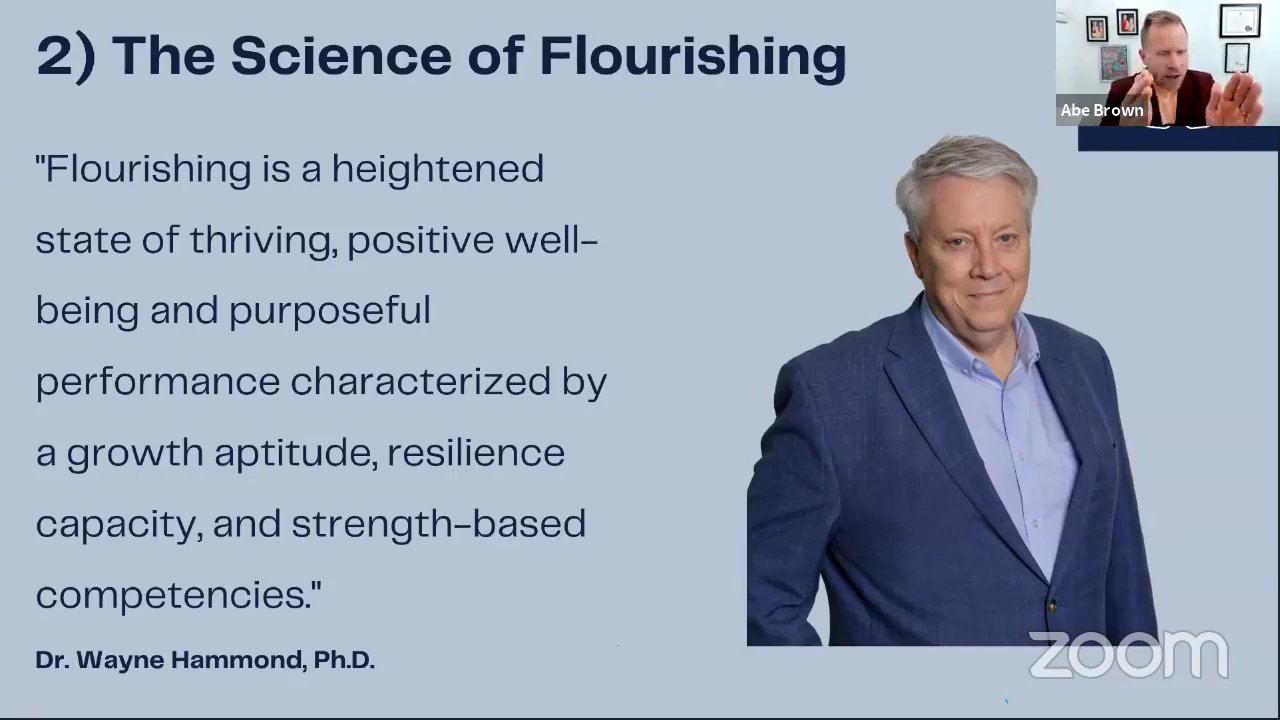 2) The Science of Flourishing
Abe Brown
"Flourishing is a heightened
state of thriving, positive well-
being and purposeful
performance characterized by
a growth aptitude, resilience
capacity, and strength-based
competencies."
Dr. Wayne Hammond, Ph.D.
zoom